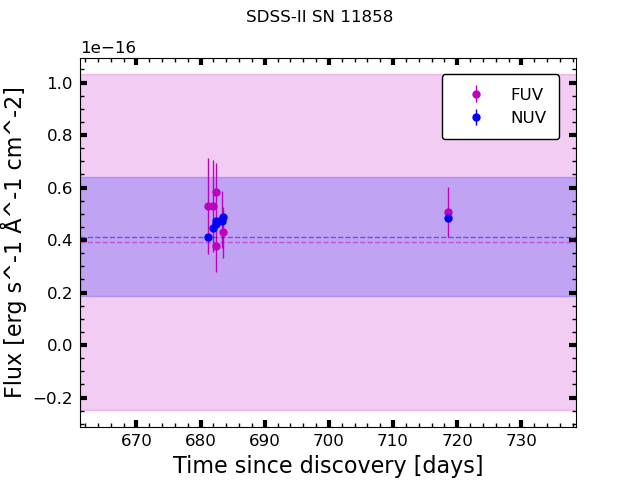 SDSS-II SN 11858
1e−16
1.0
0.8
0.6
0.4
0.2
0.0
−0.2
670 680 690 700 710 720 730
Time since discovery [days]
Flux [erg s^-1 Å^-1 cm^-2]
FUV
NUV